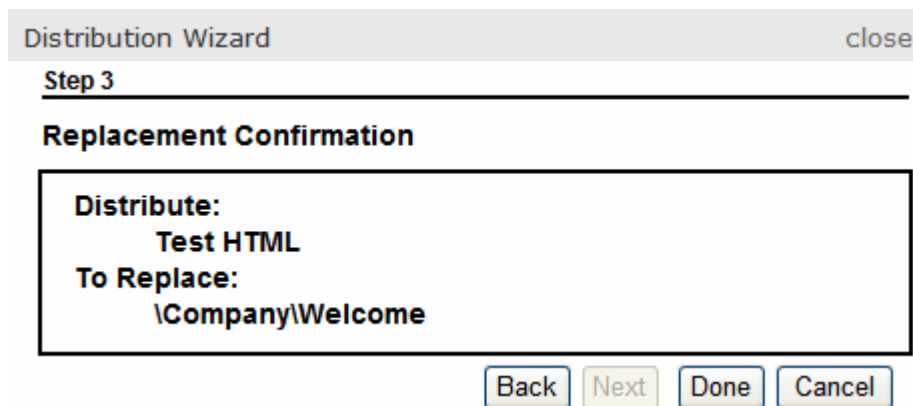 Distribution Wizard close
Step 3
Replacement Confirmation
Distribute:
Test HTML
To Replace:
\Company\Welcome
Back Next Done Cancel